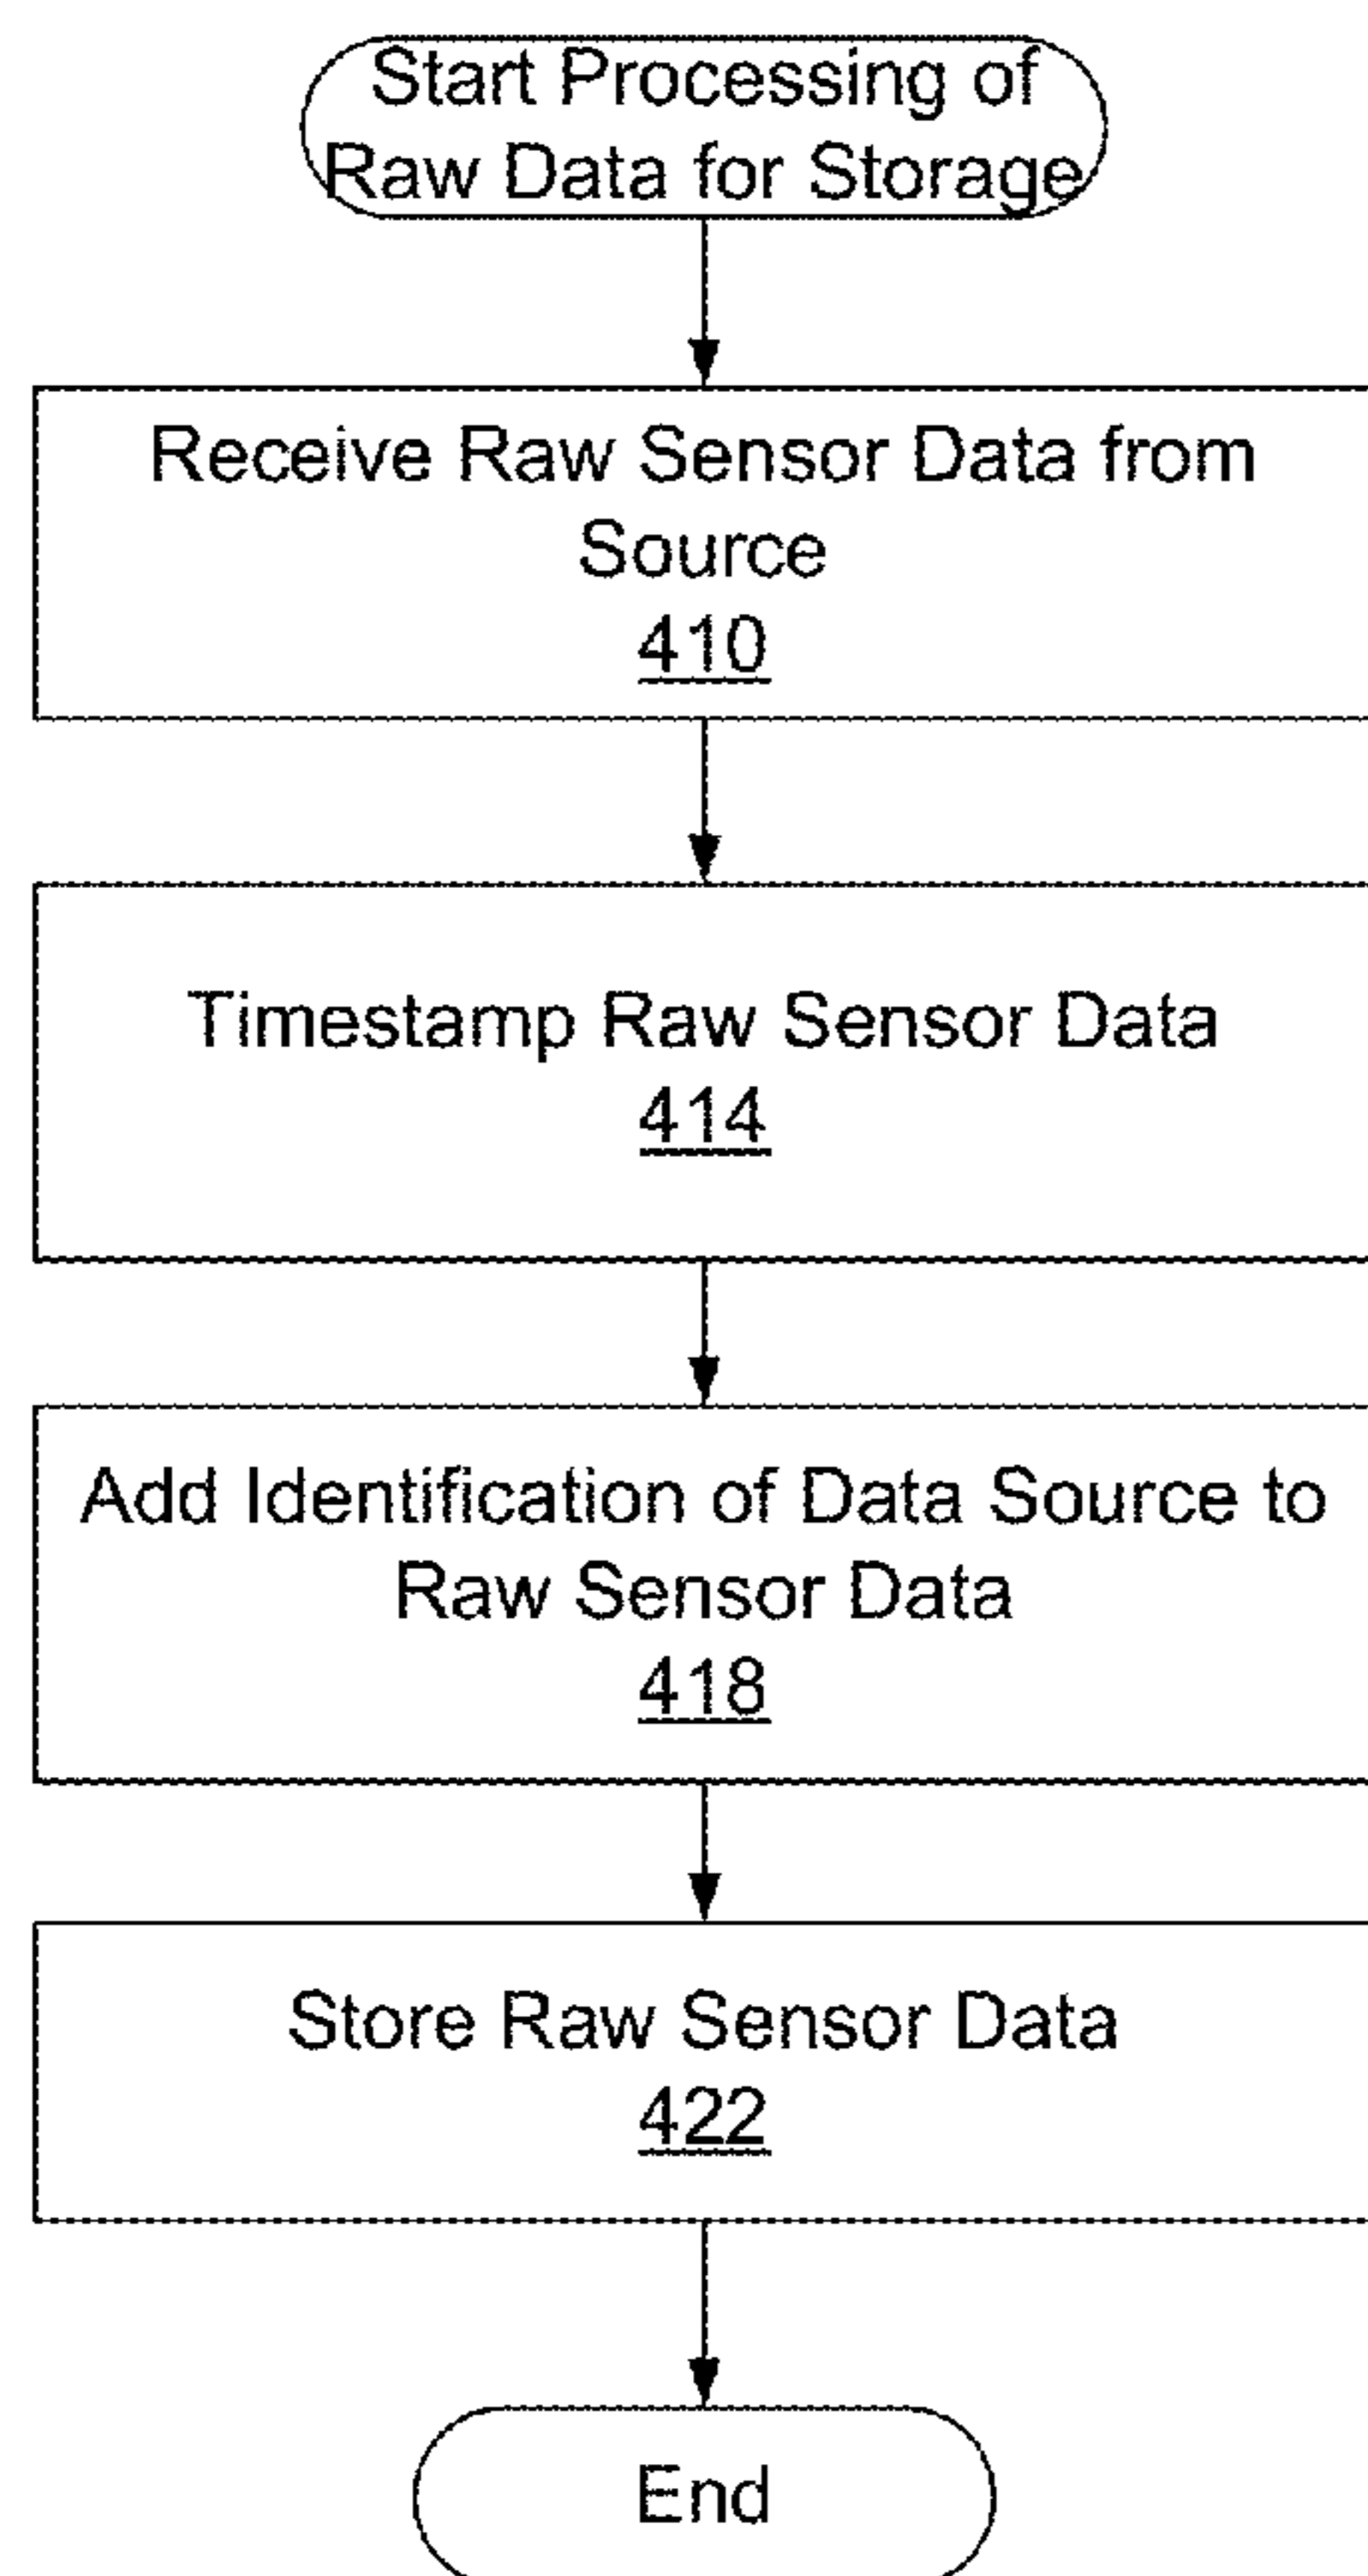 Start Processing of
Raw Data for Storage
Receive Raw Sensor Data from
Source
410
Timestamp Raw Sensor Data
414
Add Identification of Data Source to
Raw Sensor Data
418
Store Raw Sensor Data
422
End